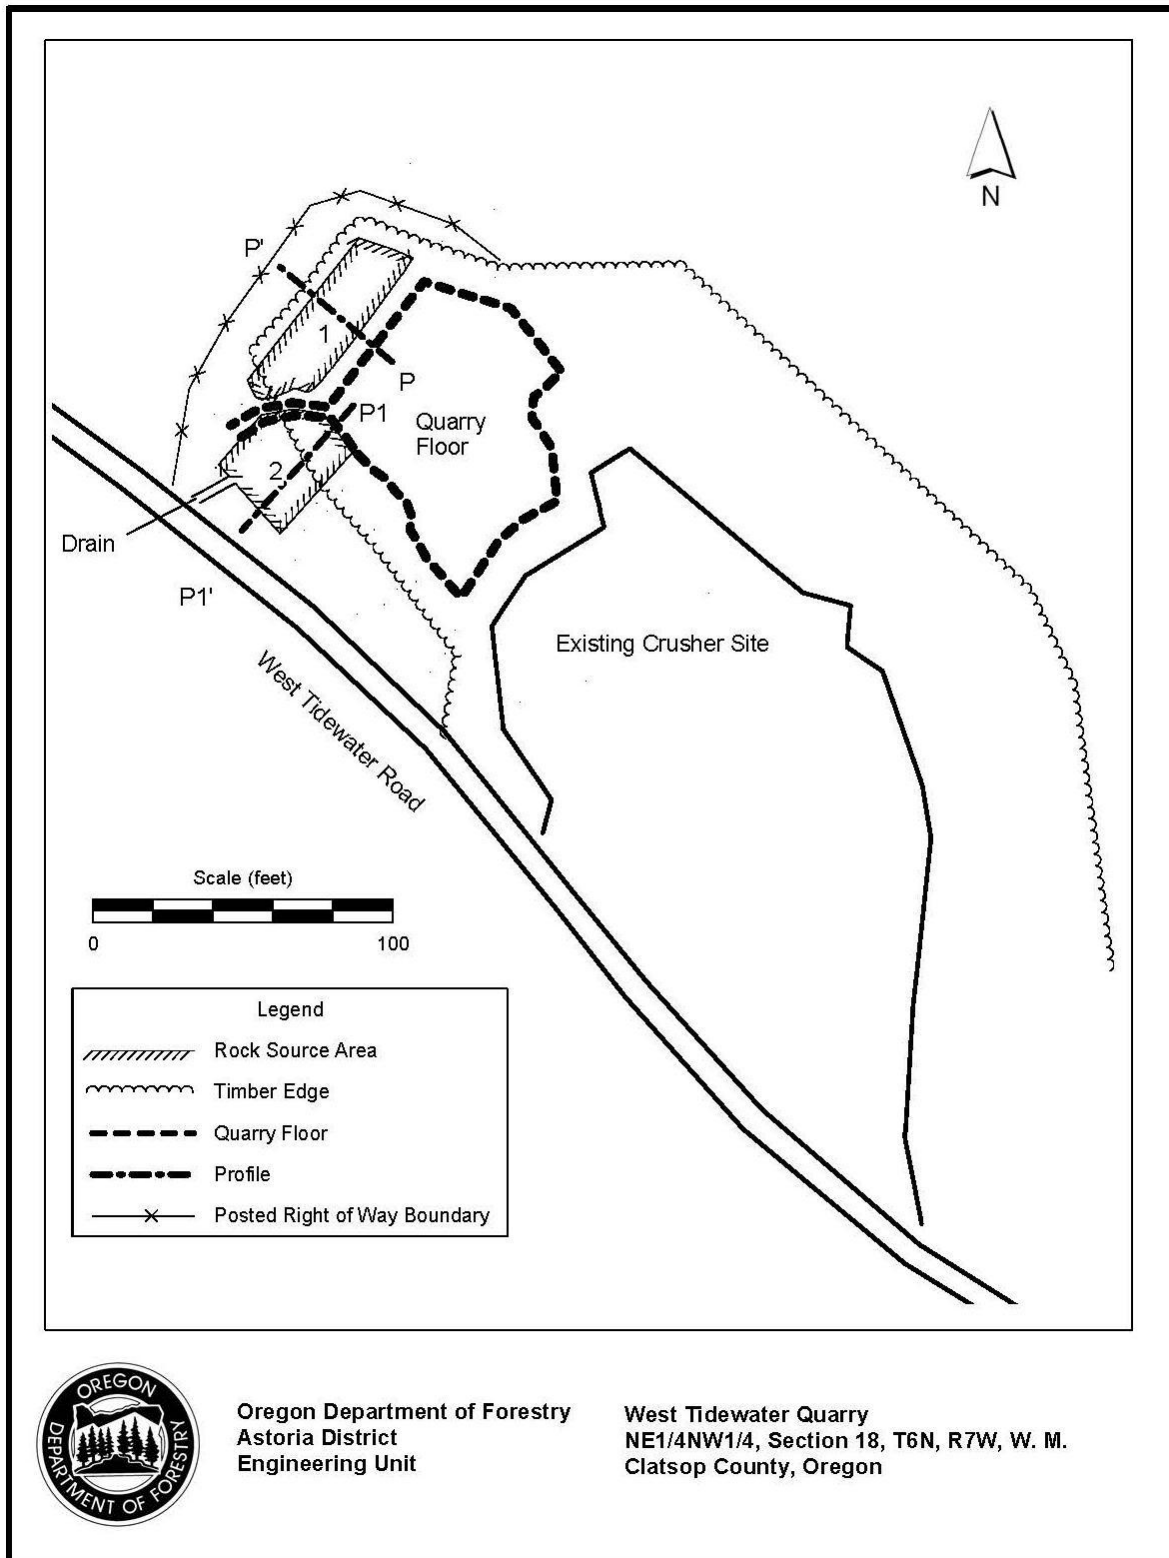 N
P'
1
P
P1
Quarry
Floor
2
Drain
P1'
Existing Crusher Site
West Tidewater Road
Scale (feet)
0 100
Legend
Rock Source Area
Timber Edge
Quarry Floor
Profile
Posted Right of Way Boundary
OREGON
DEPARTMENT OF FORESTRY
Oregon Department of Forestry
Astoria District
Engineering Unit
West Tidewater Quarry
NE1/4NW1/4, Section 18, T6N, R7W, W. M.
Clatsop County, Oregon